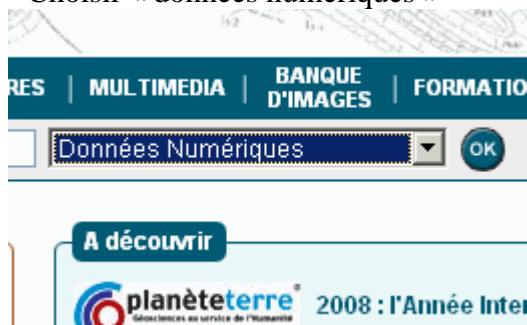 Choisir « données numériques »
RES | MULTIMEDIA | BANQUE D'IMAGES | FORMATIO
Données Numériques OK
A découvrir
planèteterre 2008 : l'Année Inter
Géosciences au service de l'Humanité